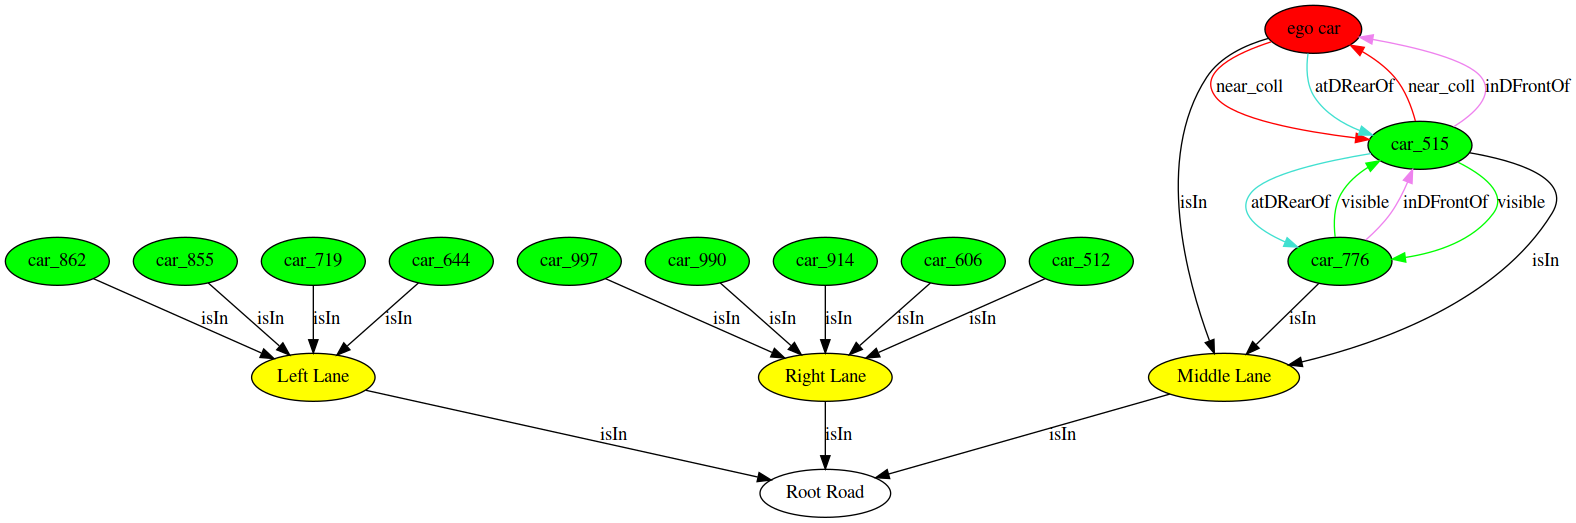 ego car
near_coll
atDRearOf
near_coll
inDFrontOf
car_515
isIn
atDRearOf
visible
inDFrontOf
visible
car_862
car_855
car_719
car_644
car_997
car_990
car_914
car_606
car_512
car_776
isIn
isIn
isIn
isIn
isIn
isIn
isIn
isIn
isIn
isIn
isIn
Left Lane
Right Lane
Middle Lane
isIn
isIn
isIn
Root Road